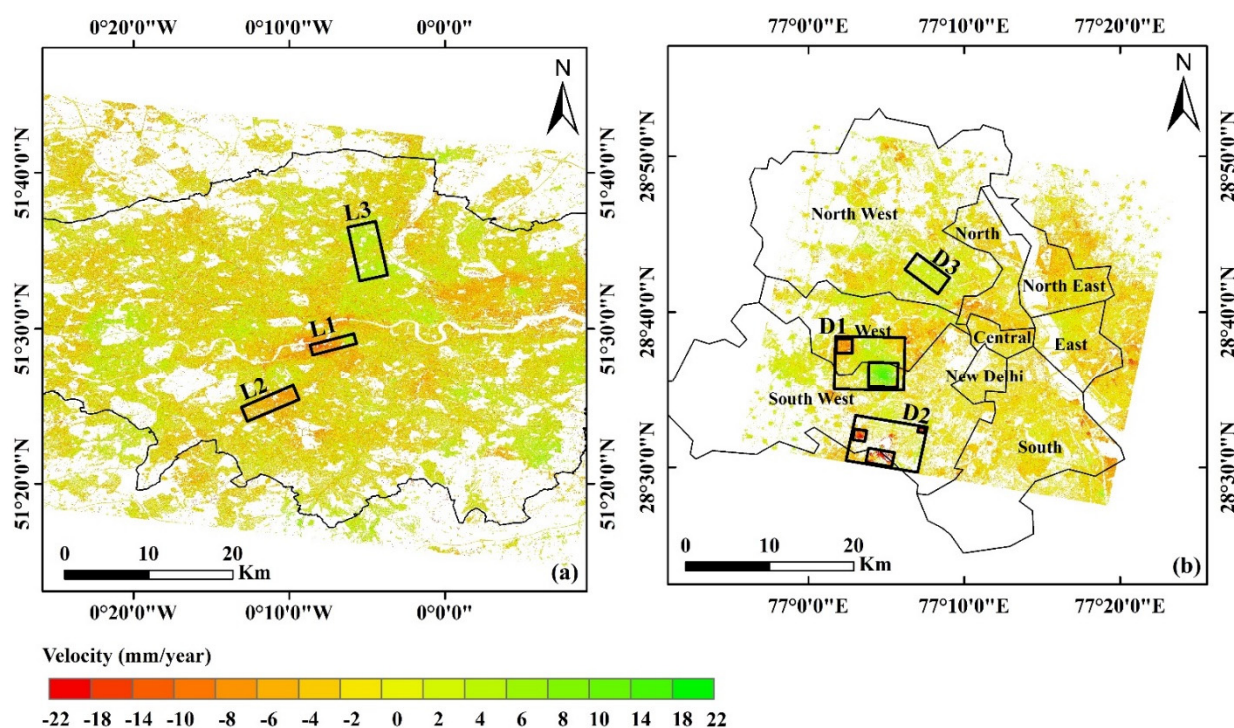 0°20'0"W 0°10'0"W 0°0'0"
77°0'0"E 77°10'0"E 77°20'0"E
N
N
51°40'0"N
51°30'0"N
51°20'0"N
L3
L1
L2
0 10 20
Km
(a)
0°20'0"W 0°10'0"W 0°0'0"
51°40'0"N
51°30'0"N
51°20'0"N
28°50'0"N
28°40'0"N
28°30'0"N
North West
North
D3
North East
D1
West
Central
East
New Delhi
South West
D2
South
0 10 20
Km
(b)
28°50'0"N
28°40'0"N
28°30'0"N
77°0'0"E 77°10'0"E 77°20'0"E
Velocity (mm/year)
-22 -18 -14 -10 -8 -6 -4 -2 0 2 6 8 10 14 18 22